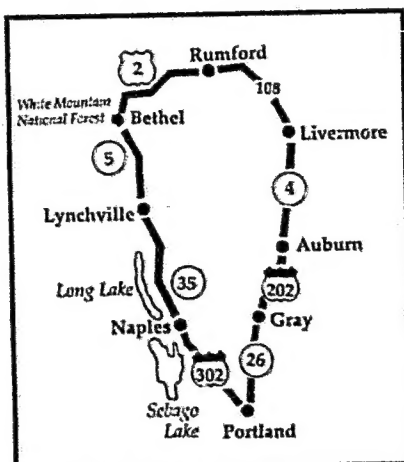 Rumford
2
108
White Mountain
National Forest
Bethel
Livermore
5
4
Lynchville
Auburn
Long Lake
35
202
Naples
Gray
302
26
Sebago
Lake
Portland